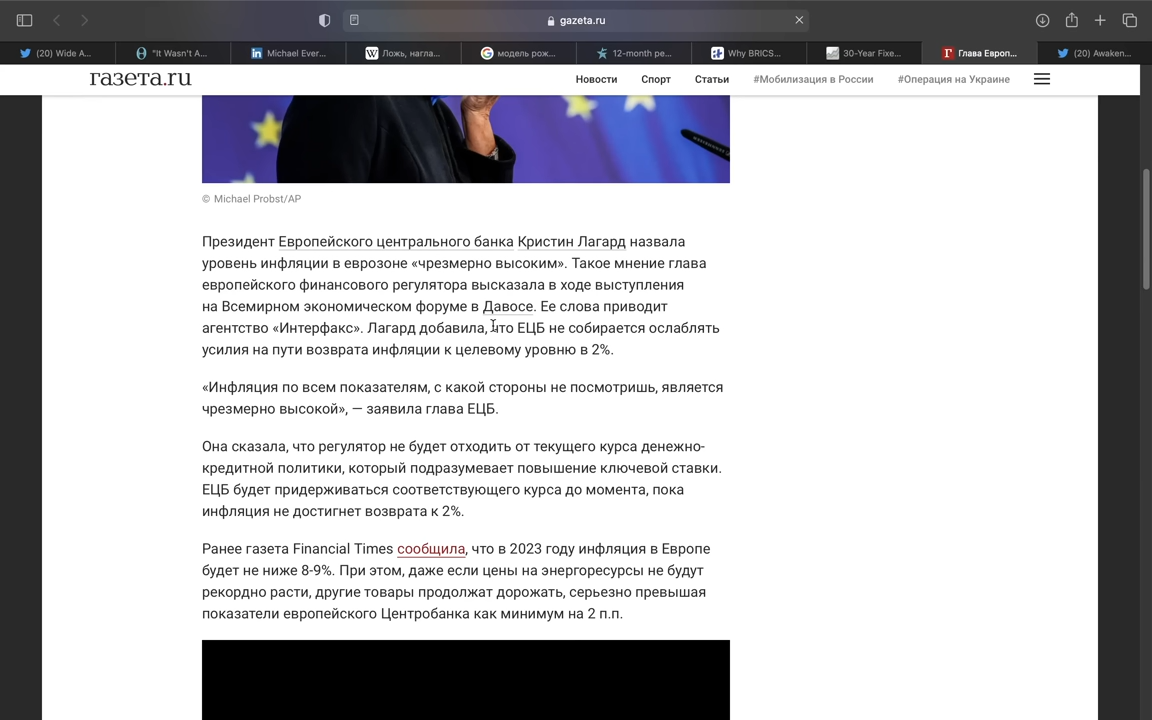 gazeta.ru
(20) Wide A...
"It Wasn't A...
Michael Ever...
Ложь, нагла...
модель рож...
12-month pe...
Why BRICS...
30-Year Fixe...
Глава Европ...
(20) Awaken...
газета.ru
Новости
Спорт
Статьи
#Мобилизация в России
#Операция на Украине
© Michael Probst/AP
Президент Европейского центрального банка Кристин Лагард назвала
уровень инфляции в еврозоне «чрезмерно высоким». Такое мнение глава
европейского финансового регулятора высказала в ходе выступления
на Всемирном экономическом форуме в Давосе. Ее слова приводит
агентство «Интерфакс». Лагард добавила, что ЕЦБ не собирается ослаблять
усилия на пути возврата инфляции к целевому уровню в 2%.
«Инфляция по всем показателям, с какой стороны не посмотришь, является
чрезмерно высокой», — заявила глава ЕЦБ.
Она сказала, что регулятор не будет отходить от текущего курса денежно-
кредитной политики, который подразумевает повышение ключевой ставки.
ЕЦБ будет придерживаться соответствующего курса до момента, пока
инфляция не достигнет возврата к 2%.
Ранее газета Financial Times сообщила, что в 2023 году инфляция в Европе
будет не ниже 8-9%. При этом, даже если цены на энергоресурсы не будут
рекордно расти, другие товары продолжат дорожать, серьезно превышая
показатели европейского Центробанка как минимум на 2 п.п.